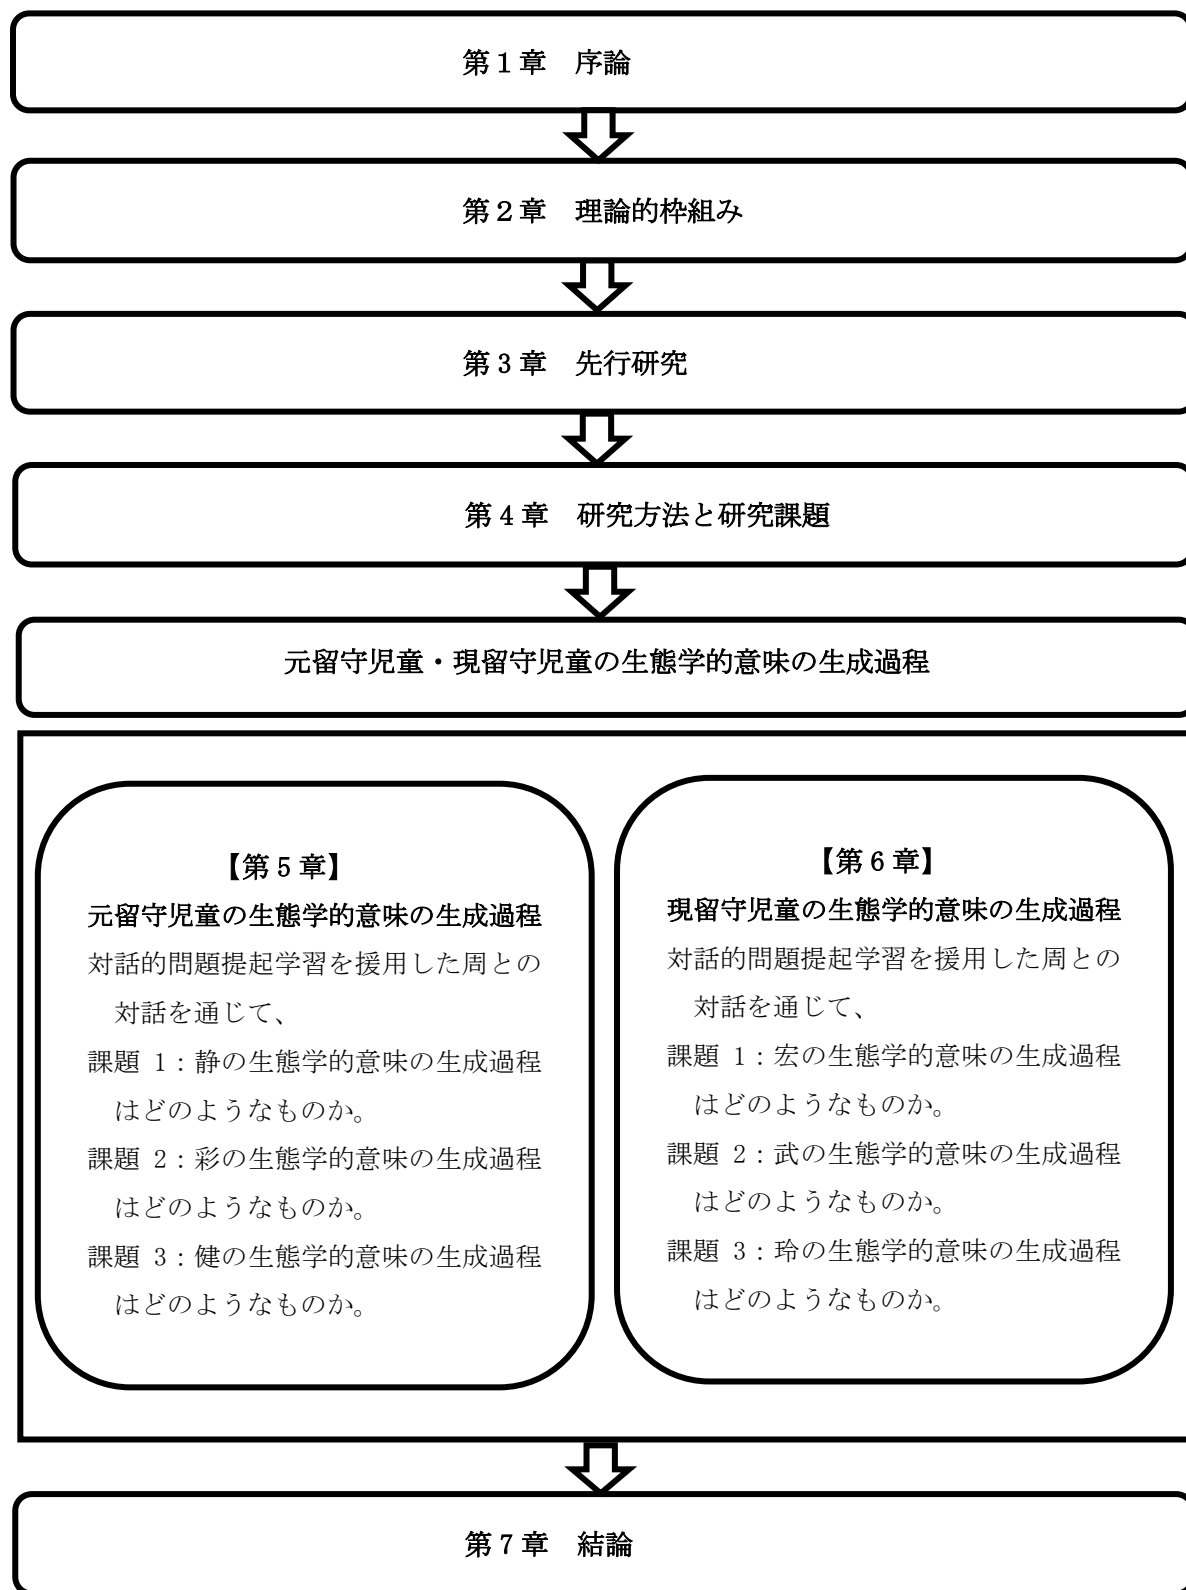 第１章　序論
第２章　理論的枠組み
第３章　先行研究
第４章　研究方法と研究課題
元留守児童・現留守児童の生態学的意味の生成過程
【第５章】
元留守児童の生態学的意味の生成過程
対話的問題提起学習を援用した周との
対話を通じて、
課題 1：静の生態学的意味の生成過程
はどのようなものか。
課題 2：彩の生態学的意味の生成過程
はどのようなものか。
課題 3：健の生態学的意味の生成過程
はどのようなものか。
【第６章】
現留守児童の生態学的意味の生成過程
対話的問題提起学習を援用した周との
対話を通じて、
課題 1：宏の生態学的意味の生成過程
はどのようなものか。
課題 2：武の生態学的意味の生成過程
はどのようなものか。
課題 3：玲の生態学的意味の生成過程
はどのようなものか。
第７章　結論